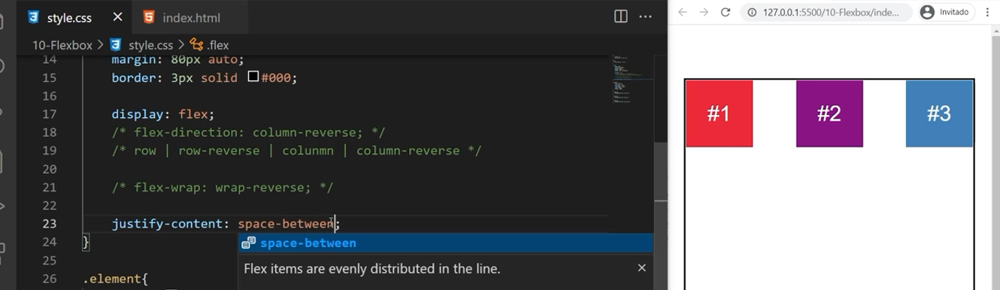 style.css
index.html
127.0.0.1:5500/10-Flexbox/inde...
Invitado
10-Flexbox > style.css > .flex
14 margin: 80px auto;
15 border: 3px solid #000;
16
17 display: flex;
18 /* flex-direction: column-reverse; */
19 /* row | row-reverse | colunmn | column-reverse */
20
21 /* flex-wrap: wrap-reverse; */
22
23 justify-content: space-between;
24 }
space-between
25
Flex items are evenly distributed in the line.
26 .element{
#1
#2
#3